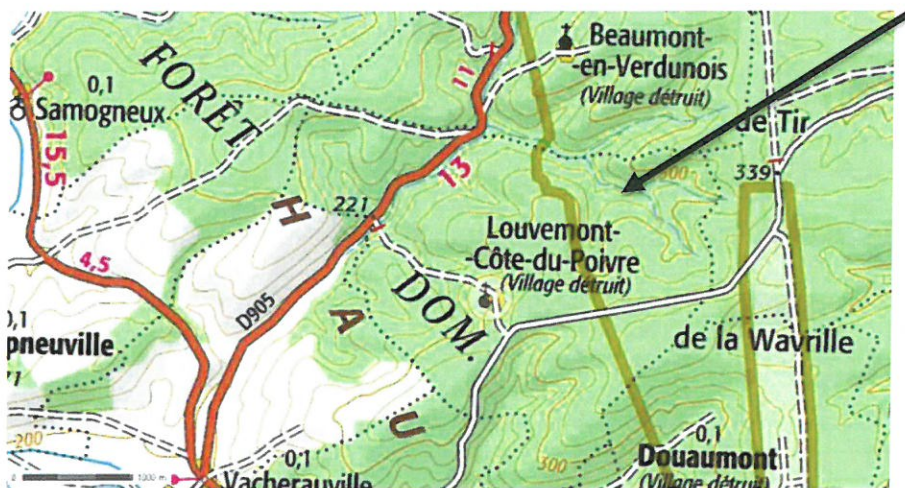 Beaumont-
-en-Verdunois
(Village détruit)
11
0,1
Samogneux
FORÊT
de Tir
15,5
13
339
300
221
H
Louvemont-
-Côte-du-Poivre
(Village détruit)
4,5
D905
DOM.
A
0,1
pneuville
71
de la Wavrille
U
200
0,1
300
0,1
Douaumont
(Village détruit)
0
1000 m
Vacherauville